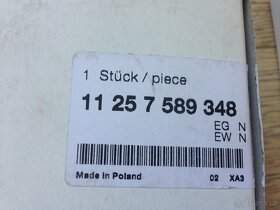 1 Stück / piece
11 25 7 589 348
EG N
EW N
Made in Poland 02 XA3